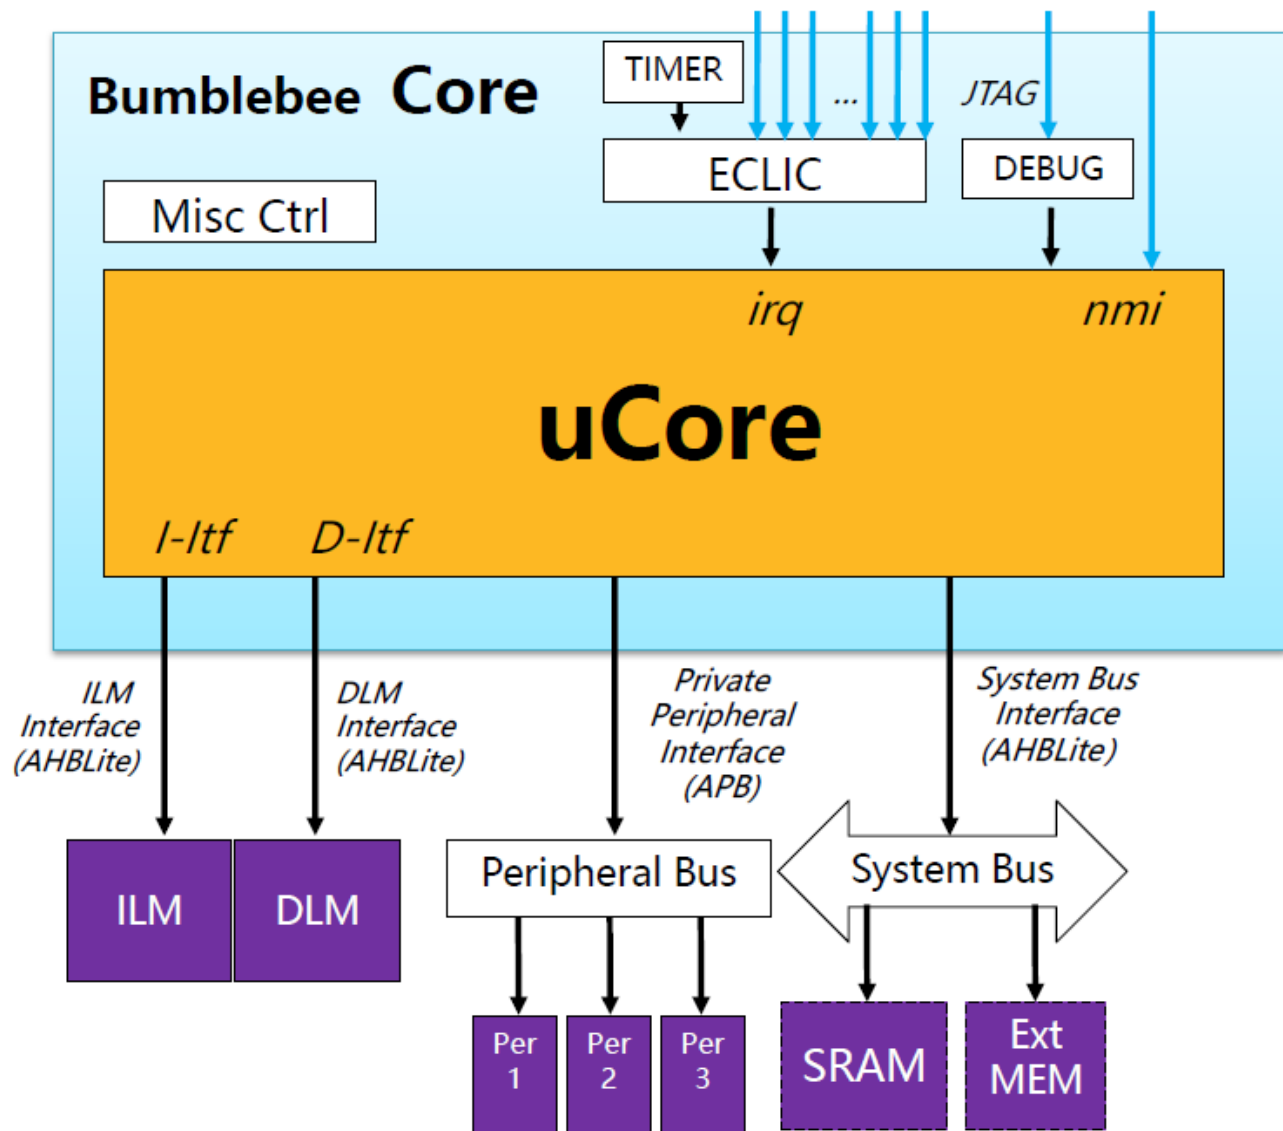 Bumblebee Core
TIMER
...
JTAG
ECLIC
DEBUG
Misc Ctrl
irq
nmi
uCore
I-Itf
D-Itf
ILM
Interface
(AHBLite)
DLM
Interface
(AHBLite)
Private
Peripheral
Interface
(APB)
System Bus
Interface
(AHBLite)
ILM
DLM
Peripheral Bus
System Bus
Per
1
Per
2
Per
3
SRAM
Ext
MEM